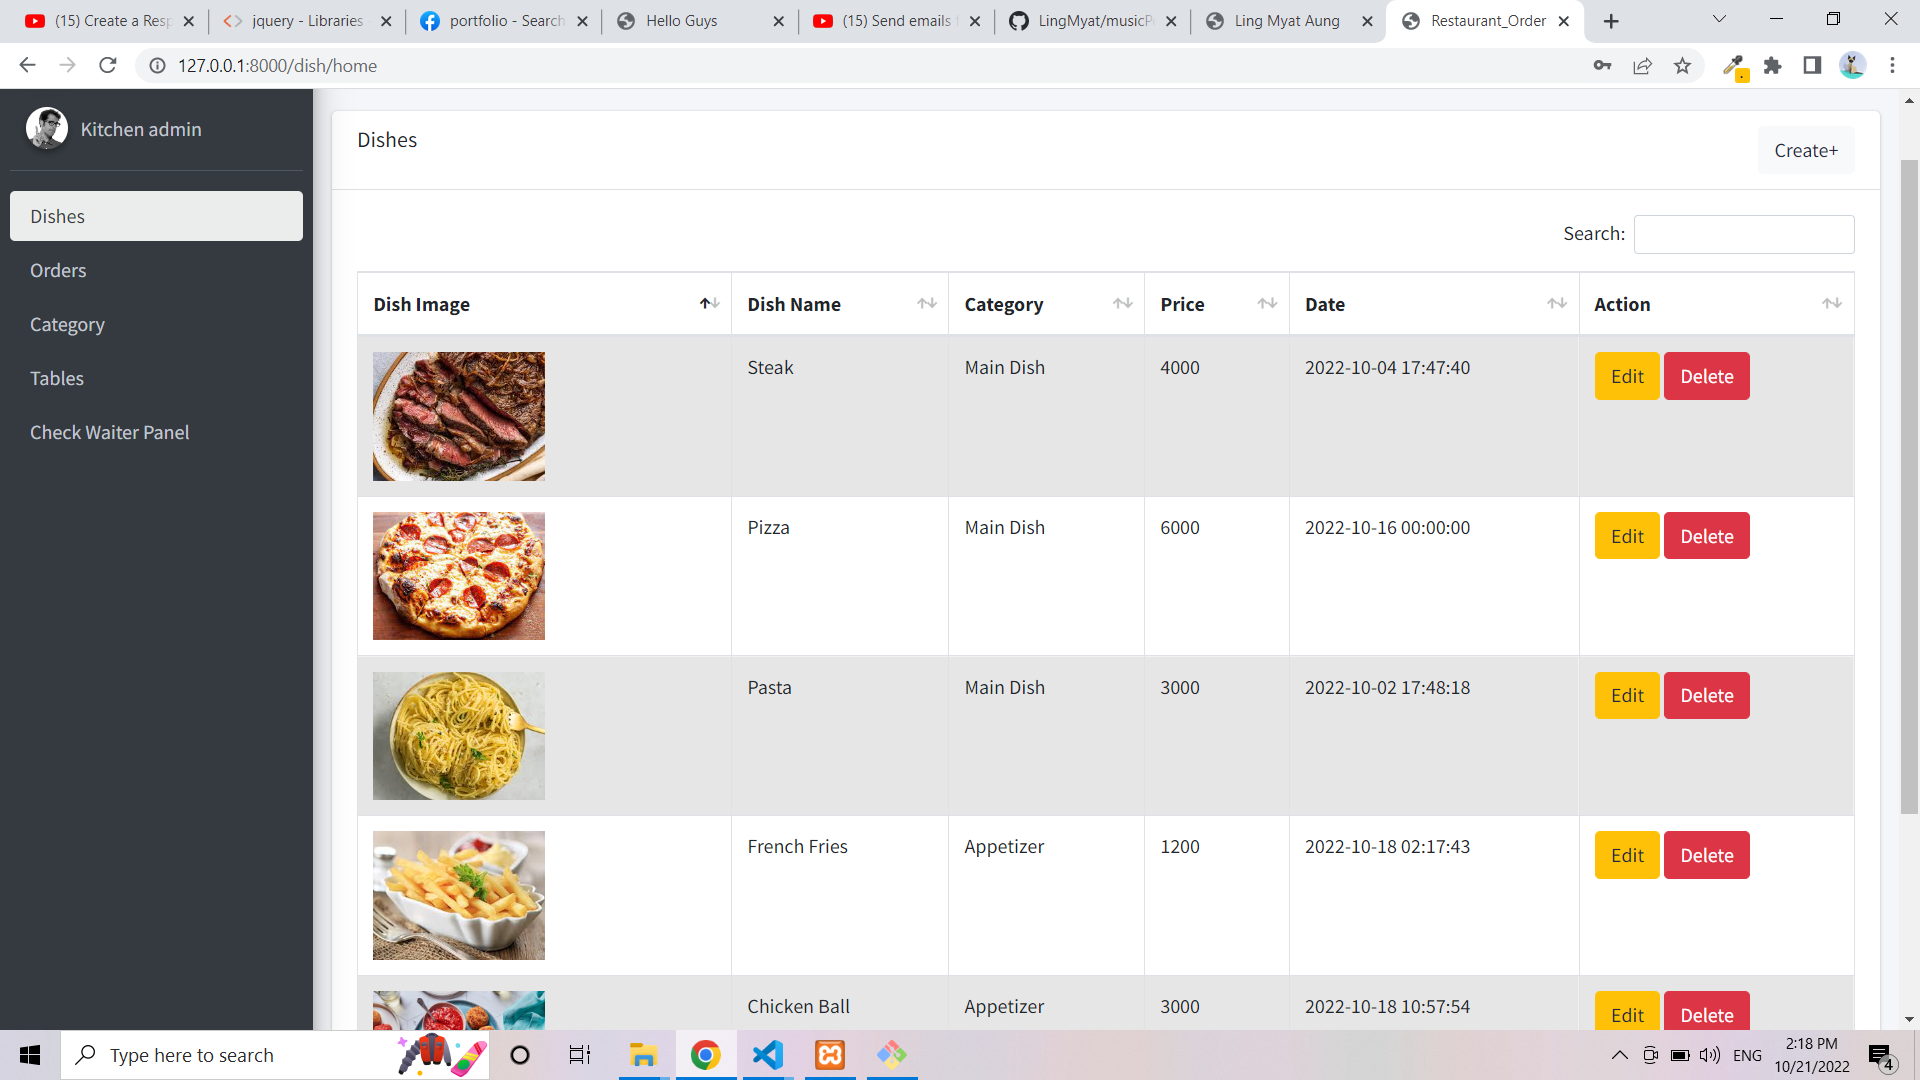 (15) Create a Resp
jquery - Libraries
portfolio - Search
Hello Guys
(15) Send emails
LingMyat/musicP
Ling Myat Aung
Restaurant_Order
127.0.0.1:8000/dish/home
Kitchen admin
Dishes
Create+
Dishes
Search:
Orders
Category
Tables
Check Waiter Panel
Dish Image Dish Name Category Price Date Action
Steak Main Dish 4000 2022-10-04 17:47:40 Edit Delete
Pizza Main Dish 6000 2022-10-16 00:00:00 Edit Delete
Pasta Main Dish 3000 2022-10-02 17:48:18 Edit Delete
French Fries Appetizer 1200 2022-10-18 02:17:43 Edit Delete
Chicken Ball Appetizer 3000 2022-10-18 10:57:54 Edit Delete
Type here to search
ENG
2:18 PM
10/21/2022
4